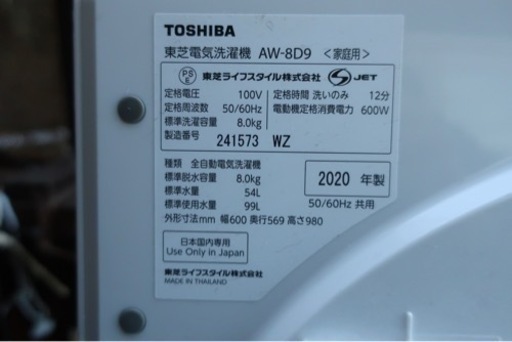 TOSHIBA
東芝電気洗濯機 AW-8D9 <家庭用>
PSE 東芝ライフスタイル株式会社 S JET
定格電圧 100V 定格時間 洗いのみ 12分
定格周波数 50/60Hz 電動機定格消費電力 600W
標準洗濯容量 8.0kg
製造番号 241573 WZ
種類 全自動電気洗濯機
標準脱水容量 8.0kg 2020 年製
標準水量 54L
標準使用水量 99L 50/60Hz 共用
外形寸法mm 幅600 奥行569 高さ980
日本国内専用
Use Only in Japan
東芝ライフスタイル株式会社
MADE IN THAILAND